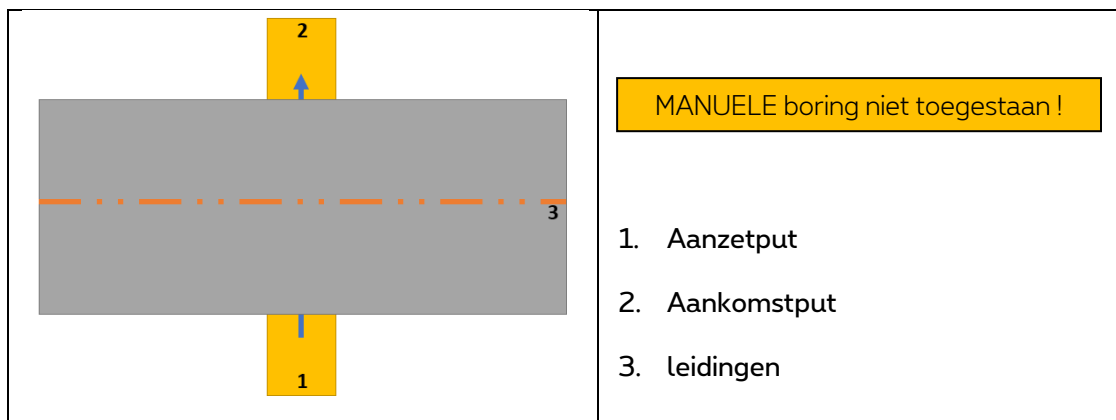 2
3
1
MANUELE boring niet toegestaan !
1. Aanzetput
2. Aankomstput
3. leidingen